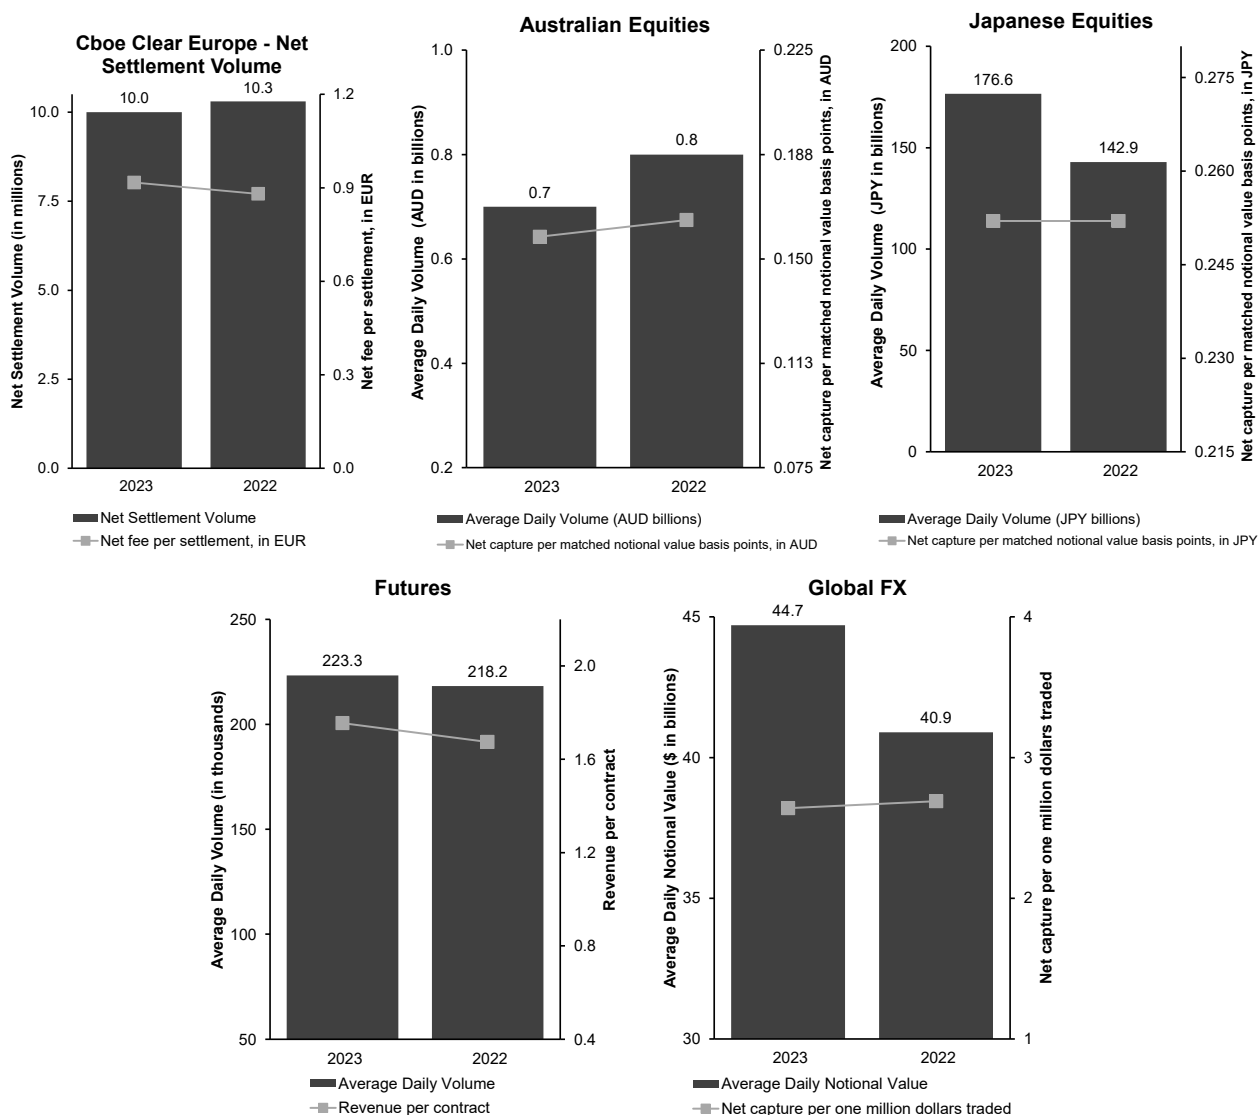 Cboe Clear Europe - Net
Settlement Volume
10.0
10.3
10.0
7.5
5.0
2.5
0.0
1.2
0.9
0.6
0.3
0.0
Net Settlement Volume (in millions)
Net fee per settlement, in EUR
2023
2022
Net Settlement Volume
Net fee per settlement, in EUR
Australian Equities
1.0
0.8
0.6
0.4
0.2
0.7
0.8
0.225
0.188
0.150
0.113
0.075
Average Daily Volume (AUD in billions)
Net capture per matched notional value basis points, in AUD
2023
2022
Average Daily Volume (AUD billions)
Net capture per matched notional value basis points, in AUD
Japanese Equities
200
150
100
50
0
176.6
142.9
0.275
0.260
0.245
0.230
0.215
Average Daily Volume (JPY in billions)
Net capture per matched notional value basis points, in JPY
2023
2022
Average Daily Volume (JPY billions)
Net capture per matched notional value basis points, in JPY
Futures
250
200
150
100
50
223.3
218.2
2.0
1.6
1.2
0.8
0.4
Average Daily Volume (in thousands)
Revenue per contract
2023
2022
Average Daily Volume
Revenue per contract
Global FX
45
40
35
30
44.7
40.9
4
3
2
1
Average Daily Notional Value ($ in billions)
Net capture per one million dollars traded
2023
2022
Average Daily Notional Value
Net capture per one million dollars traded